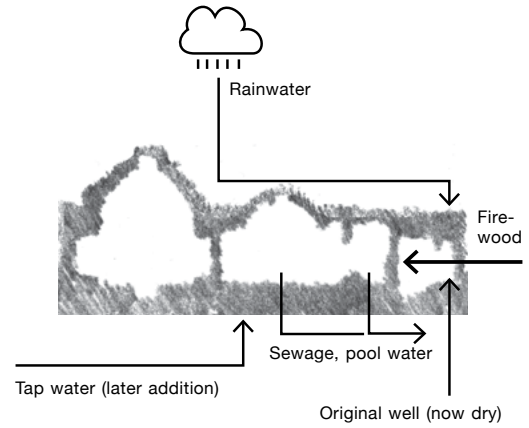 Rainwater
Fire-
wood
Sewage, pool water
Tap water (later addition)
Original well (now dry)